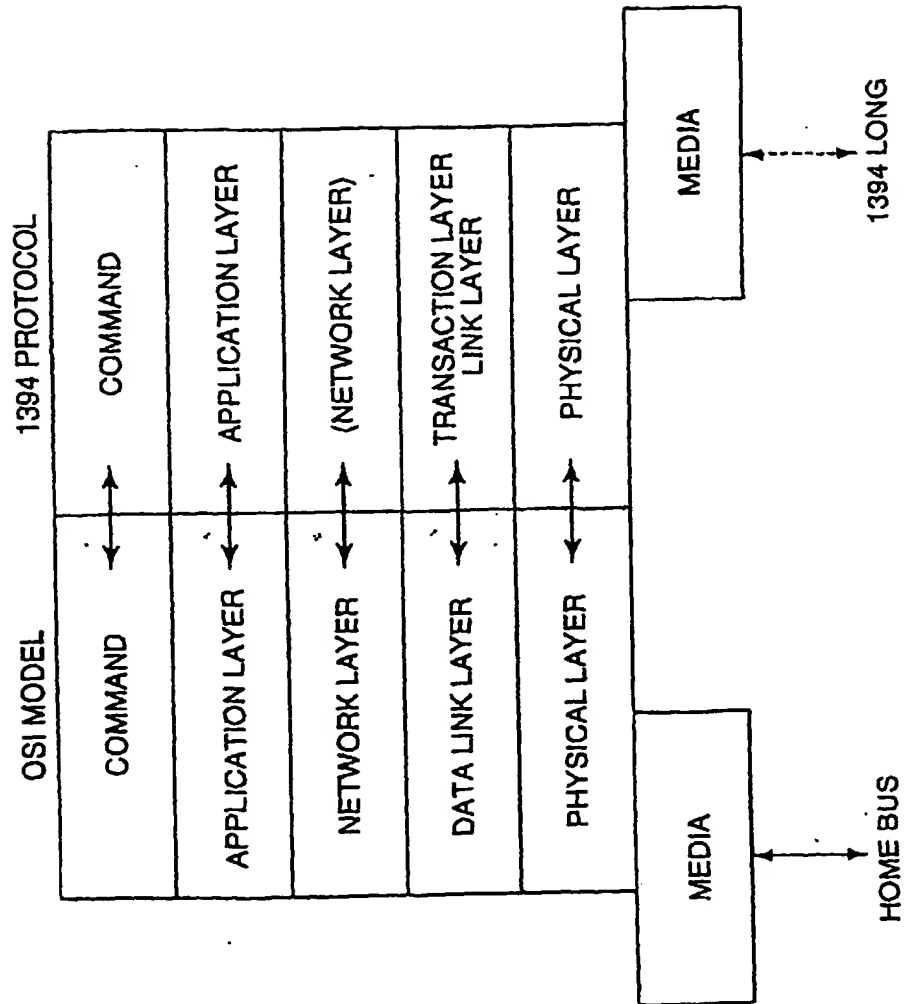 OSI MODEL
1394 PROTOCOL
COMMAND
COMMAND
APPLICATION LAYER
APPLICATION LAYER
NETWORK LAYER
(NETWORK LAYER)
DATA LINK LAYER
TRANSACTION LAYER
LINK LAYER
PHYSICAL LAYER
PHYSICAL LAYER
MEDIA
MEDIA
HOME BUS
1394 LONG